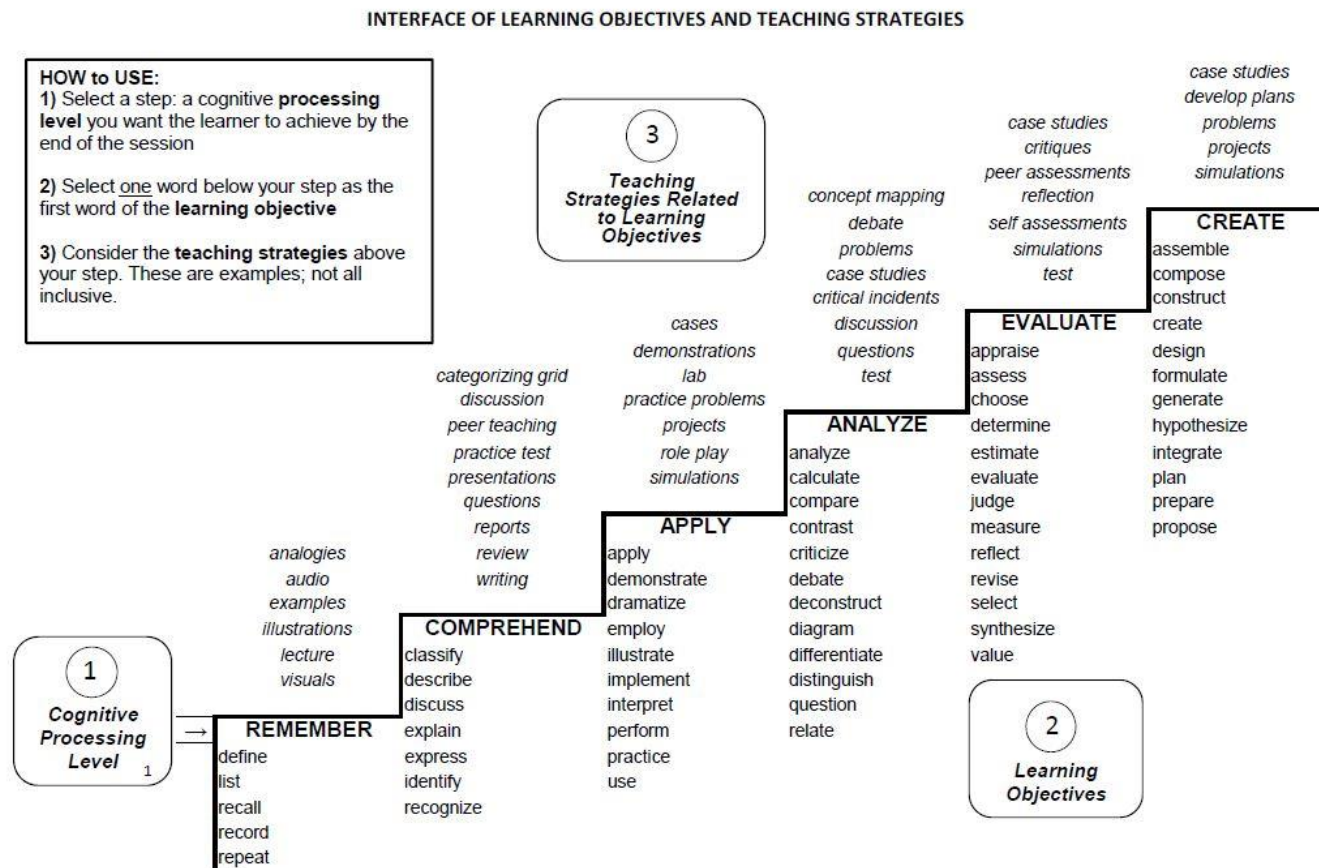 INTERFACE OF LEARNING OBJECTIVES AND TEACHING STRATEGIES
HOW to USE:
1) Select a step: a cognitive processing
level you want the learner to achieve by the
end of the session
2) Select one word below your step as the
first word of the learning objective
3) Consider the teaching strategies above
your step. These are examples; not all
inclusive.
3
Teaching
Strategies Related
to Learning
Objectives
1
Cognitive
Processing
Level
1
→
analogies
audio
examples
illustrations
lecture
visuals
REMEMBER
define
list
recall
record
repeat
categorizing grid
discussion
peer teaching
practice test
presentations
questions
reports
review
writing
COMPREHEND
classify
describe
discuss
explain
express
identify
recognize
cases
demonstrations
lab
practice problems
projects
role play
simulations
APPLY
apply
demonstrate
dramatize
employ
illustrate
implement
interpret
perform
practice
use
concept mapping
debate
problems
case studies
critical incidents
discussion
questions
test
ANALYZE
analyze
calculate
compare
contrast
criticize
debate
deconstruct
diagram
differentiate
distinguish
question
relate
case studies
critiques
peer assessments
reflection
self assessments
simulations
test
EVALUATE
appraise
assess
choose
determine
estimate
evaluate
judge
measure
reflect
revise
select
synthesize
value
case studies
develop plans
problems
projects
simulations
CREATE
assemble
compose
construct
create
design
formulate
generate
hypothesize
integrate
plan
prepare
propose
2
Learning
Objectives